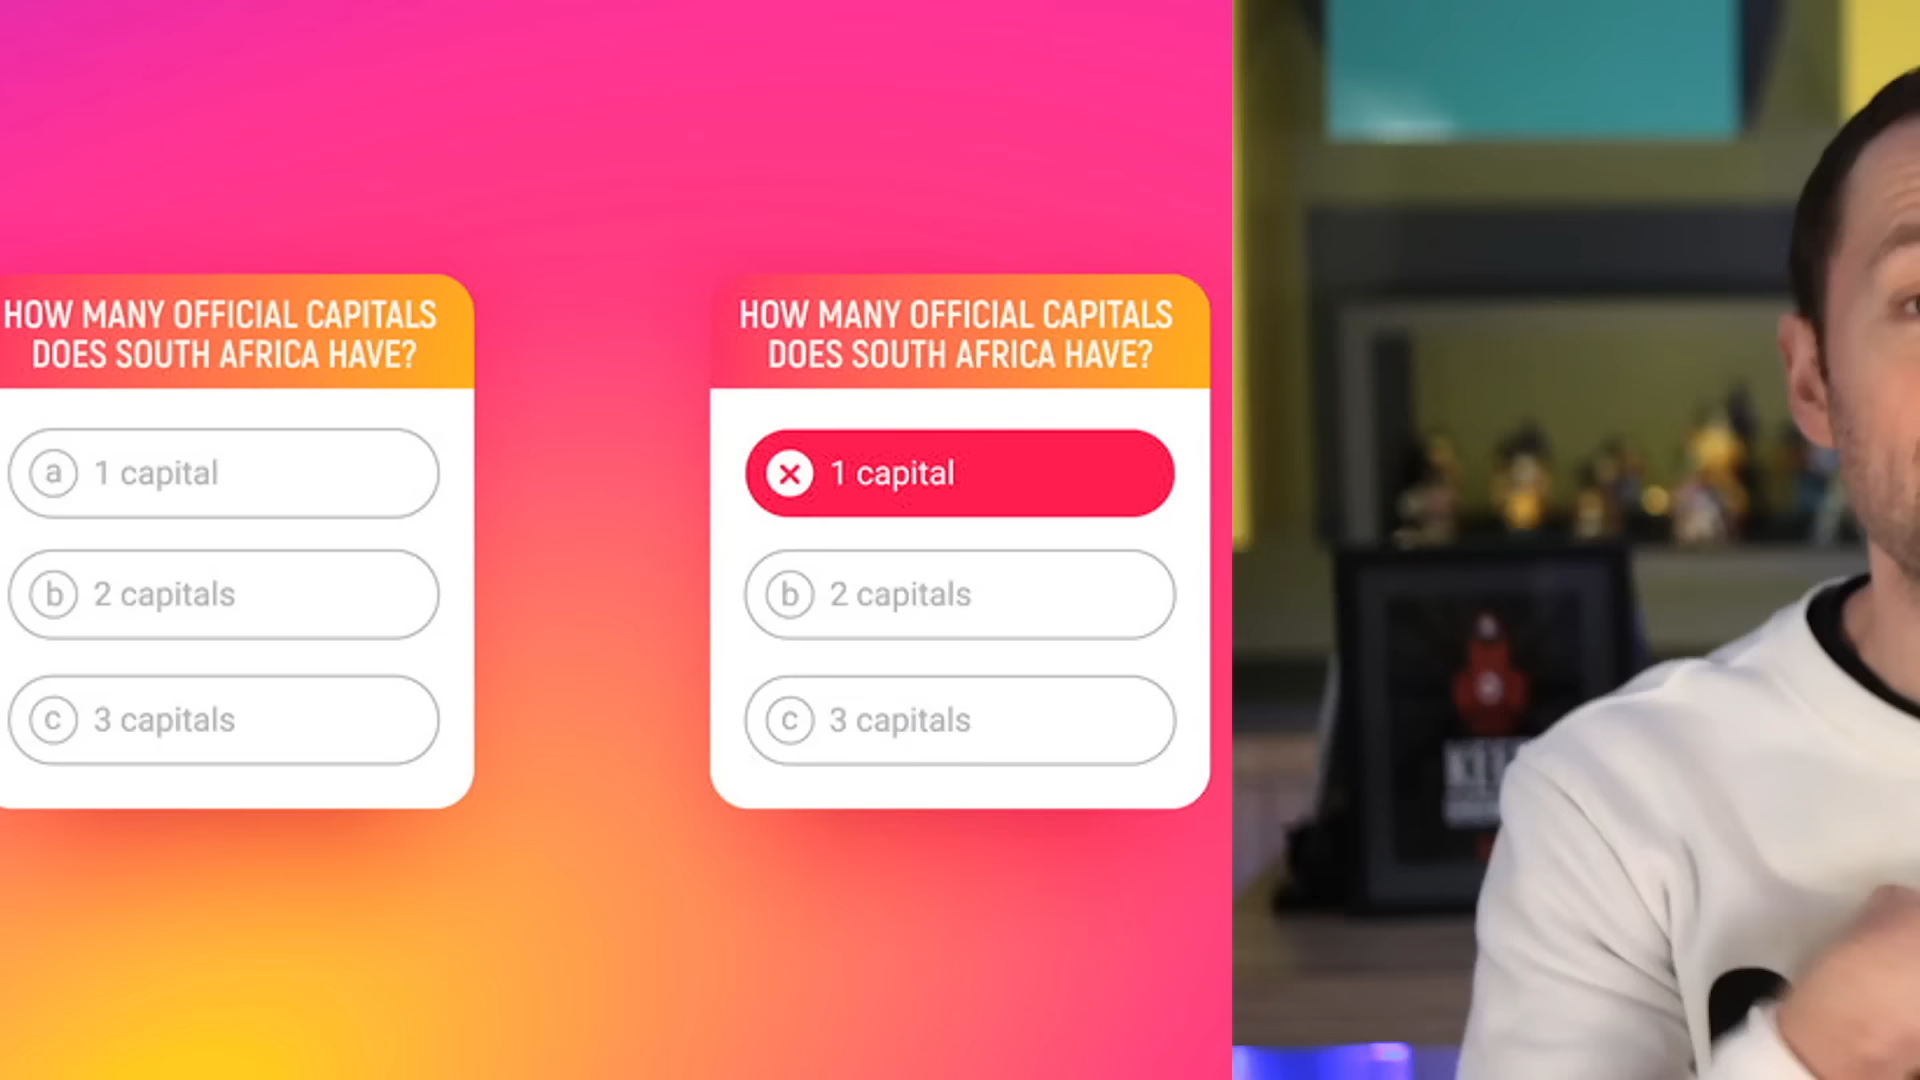 HOW MANY OFFICIAL CAPITALS
DOES SOUTH AFRICA HAVE?
a 1 capital
b 2 capitals
c 3 capitals
HOW MANY OFFICIAL CAPITALS
DOES SOUTH AFRICA HAVE?
1 capital
b 2 capitals
c 3 capitals